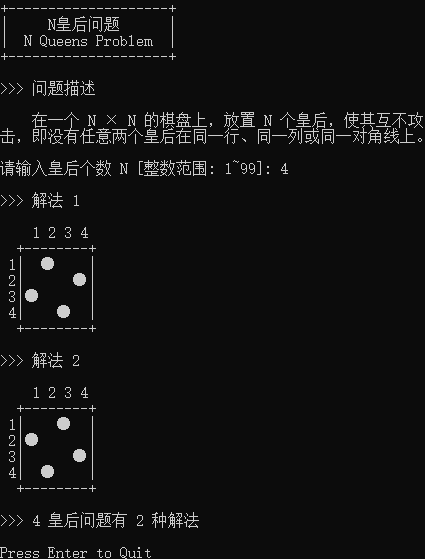 +--------------------+
|     N皇后问题      |
|  N Queens Problem  |
+--------------------+
>>> 问题描述
在一个 N × N 的棋盘上，放置 N 个皇后，使其互不攻
击，即没有任意两个皇后在同一行、同一列或同一对角线上。
请输入皇后个数 N [整数范围: 1~99]: 4
>>> 解法 1
1 2 3 4
+--------+
1|  ●    |
2|      ●|
3|●      |
4|    ●  |
+--------+
>>> 解法 2
1 2 3 4
+--------+
1|    ●  |
2|●      |
3|      ●|
4|  ●    |
+--------+
>>> 4 皇后问题有 2 种解法
Press Enter to Quit